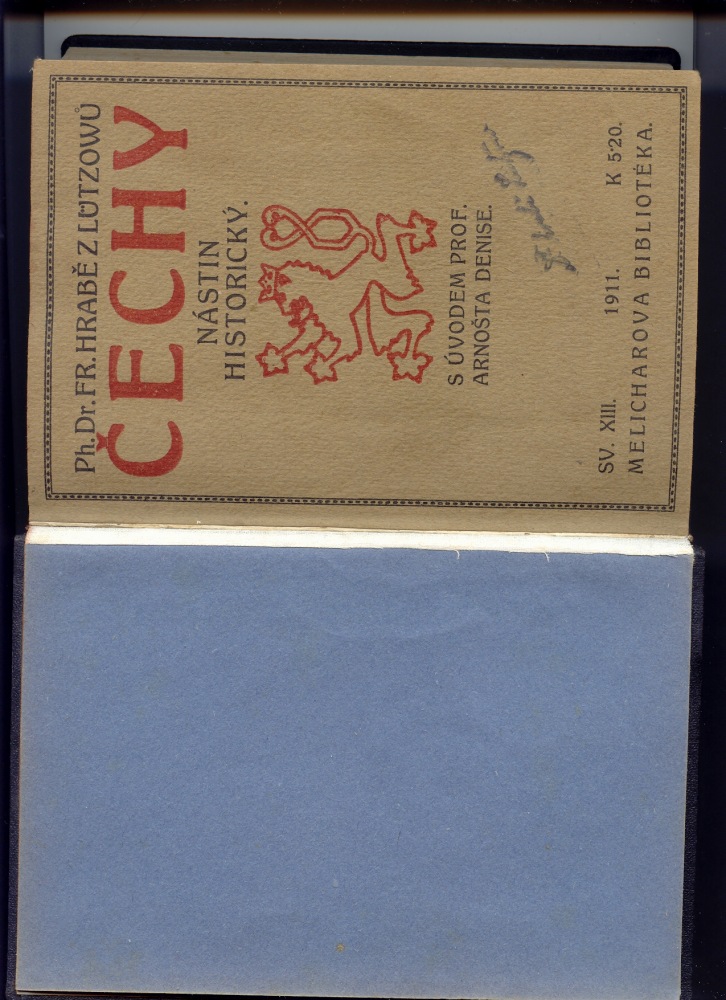 Ph.Dr. FR. HRABĚ Z LÜTZOWŮ
ČECHY
NÁSTIN
HISTORICKÝ.
S ÚVODEM PROF.
ARNOŠTA DENISE.
SV. XIII. 1911. K 5·20.
MELICHAROVA BIBLIOTÉKA.